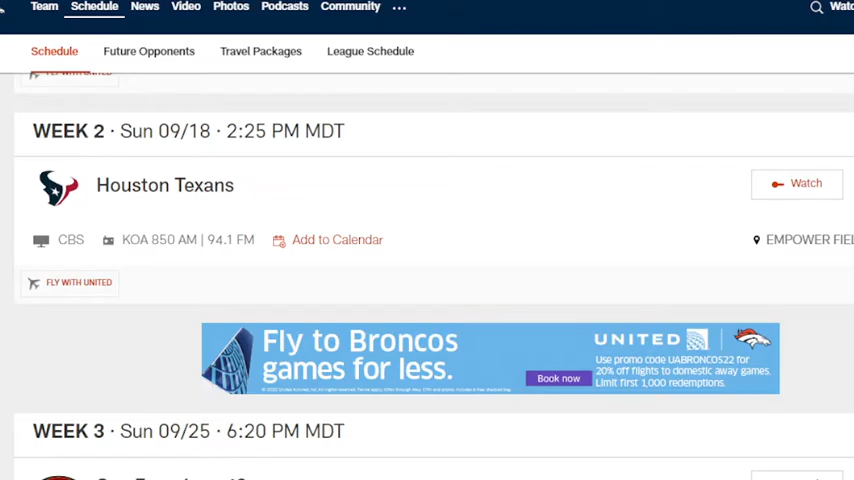 Team Schedule News Video Photos Podcasts Community ...
Schedule Future Opponents Travel Packages League Schedule
FLY WITH UNITED
WEEK 2 · Sun 09/18 · 2:25 PM MDT
Houston Texans
Watch
CBS KOA 850 AM | 94.1 FM Add to Calendar
EMPOWER FIEL
FLY WITH UNITED
Fly to Broncos
games for less.
UNITED
Use promo code UABRONCOS22 for
20% off flights to domestic away games.
Limit first 1,000 redemptions.
Book now
WEEK 3 · Sun 09/25 · 6:20 PM MDT